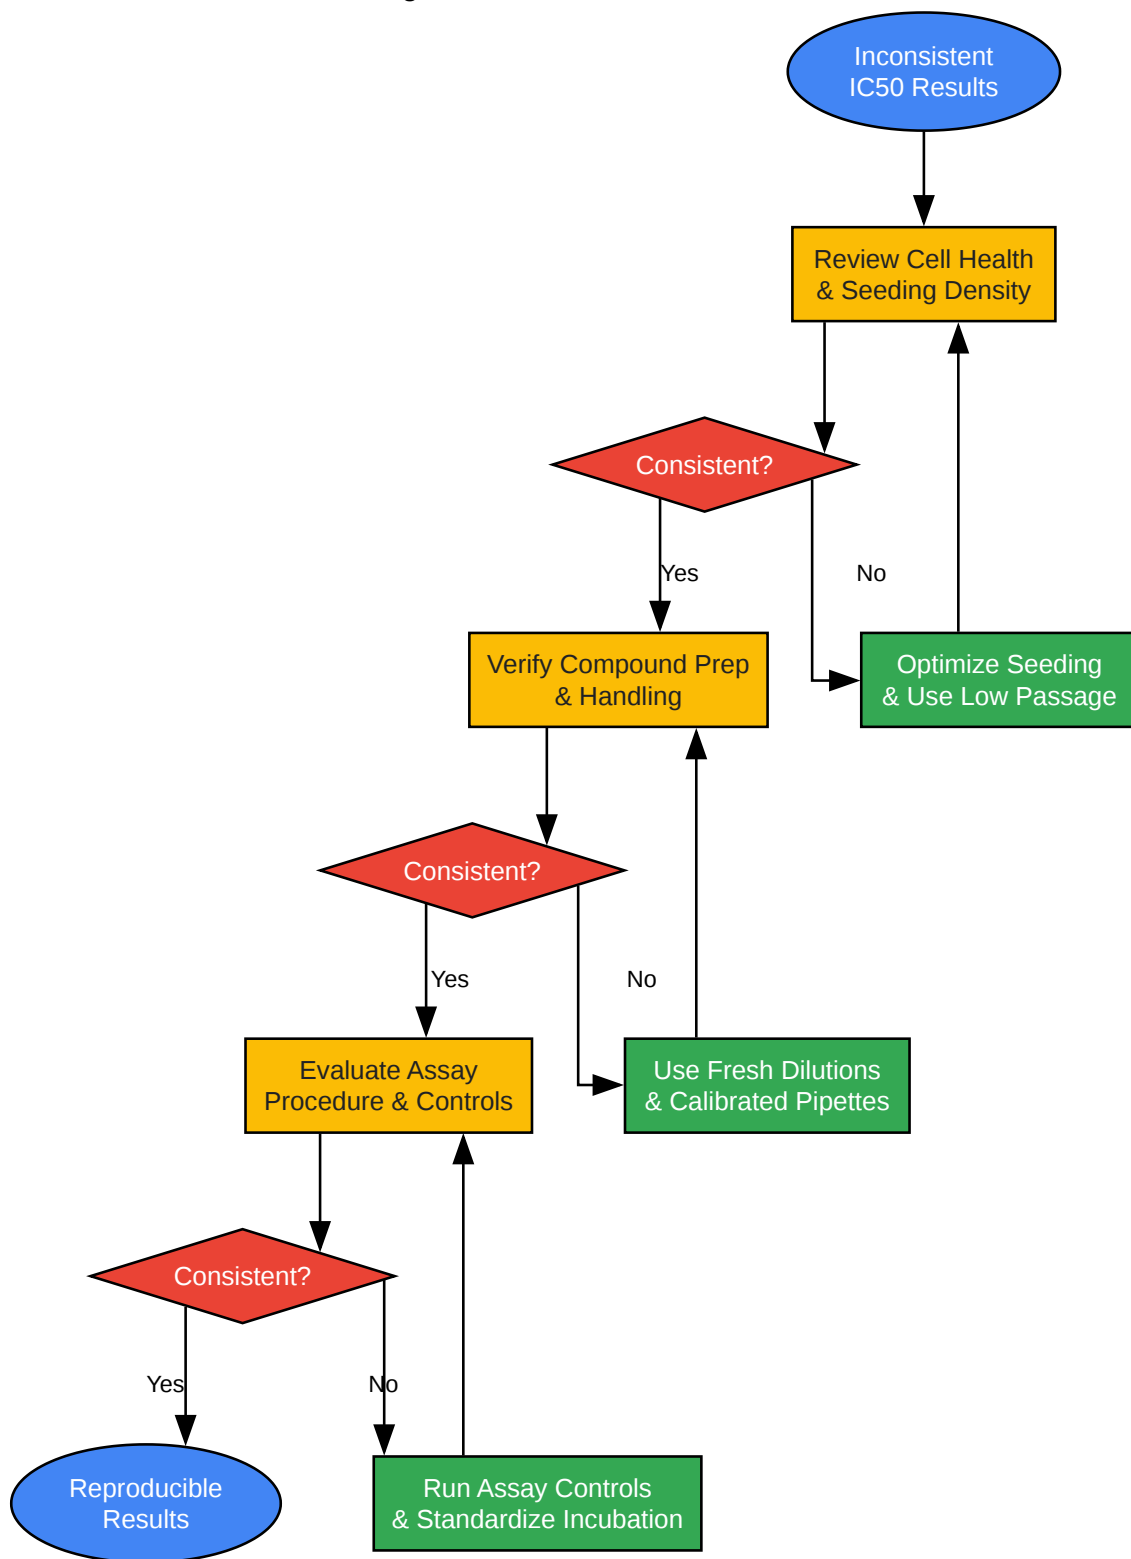 Inconsistent
IC50 Results
Review Cell Health
& Seeding Density
Consistent?
Yes
No
Verify Compound Prep
& Handling
Optimize Seeding
& Use Low Passage
Consistent?
Yes
No
Evaluate Assay
Procedure & Controls
Use Fresh Dilutions
& Calibrated Pipettes
Consistent?
Yes
No
Reproducible
Results
Run Assay Controls
& Standardize Incubation